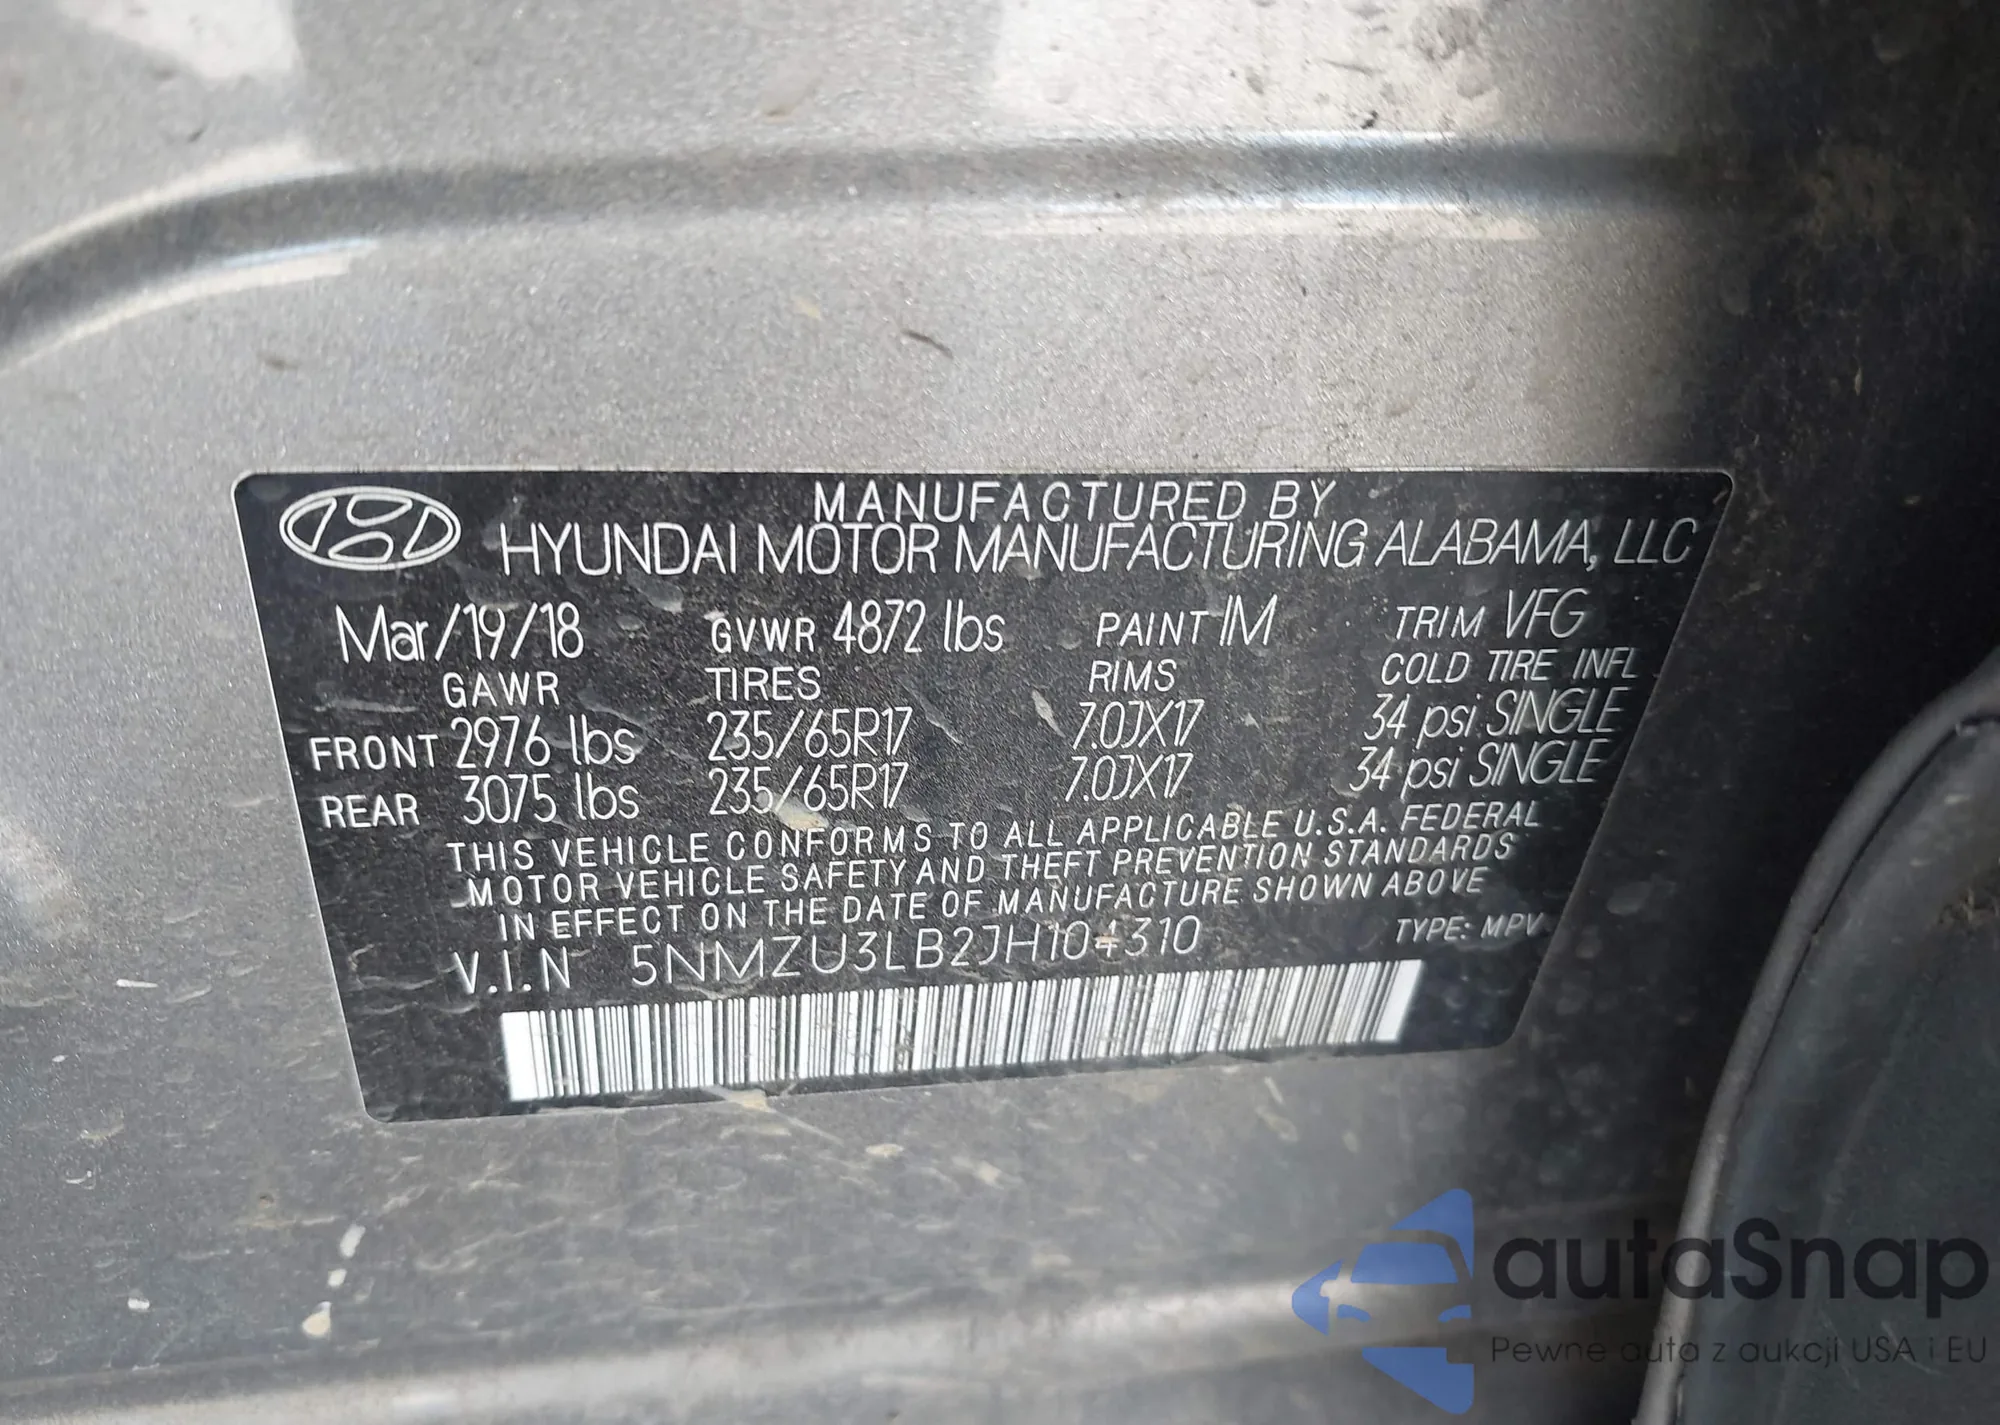 MANUFACTURED BY
HYUNDAI MOTOR MANUFACTURING ALABAMA, LLC
Mar/19/18 GVWR 4872 lbs PAINT IM TRIM VFG
GAWR TIRES RIMS COLD TIRE INFL
FRONT 2976 lbs 235/65R17 7.0JX17 34 psi SINGLE
REAR 3075 lbs 235/65R17 7.0JX17 34 psi SINGLE
THIS VEHICLE CONFORMS TO ALL APPLICABLE U.S.A. FEDERAL
MOTOR VEHICLE SAFETY AND THEFT PREVENTION STANDARDS
IN EFFECT ON THE DATE OF MANUFACTURE SHOWN ABOVE
V.I.N 5NMZU3LB2JH104310 TYPE: MPV
autaSnap
Pewne auta z aukcji USA i EU